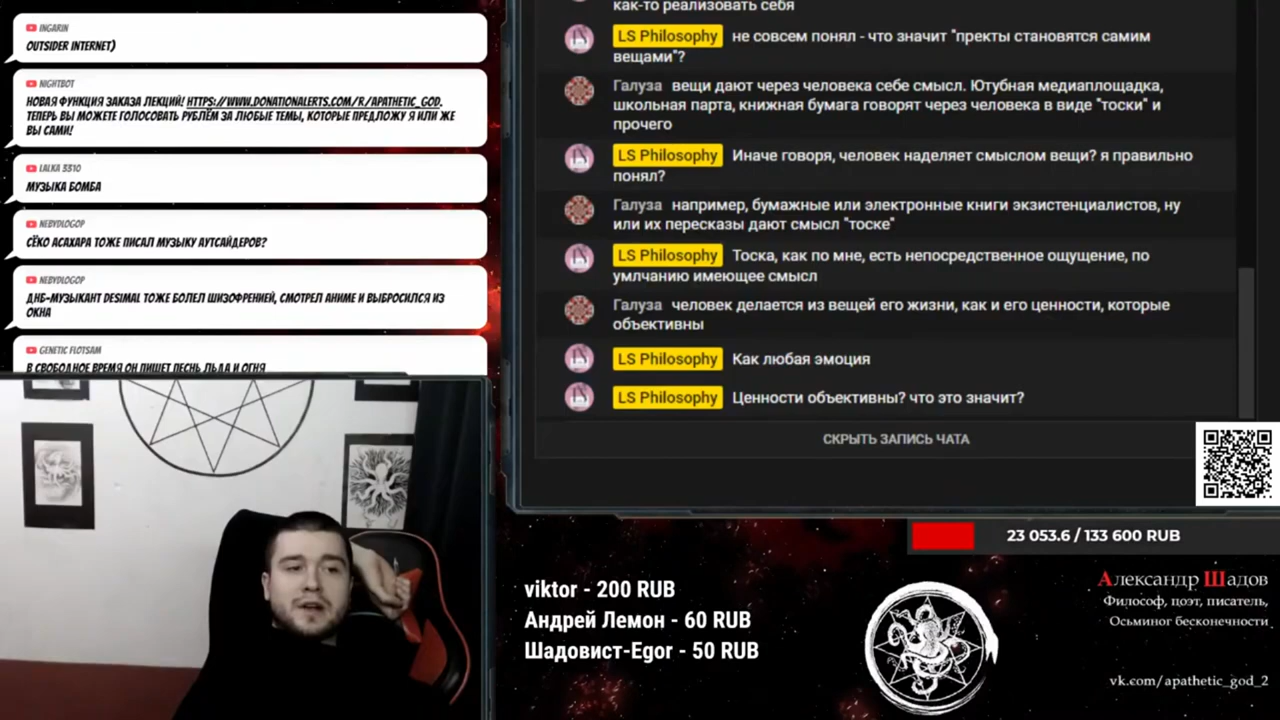 INGARIN
OUTSIDER INTERNET)
NIGHTBOT
НОВАЯ ФУНКЦИЯ ЗАКАЗА ЛЕКЦИЙ! HTTPS://WWW.DONATIONALERTS.COM/R/APATHETIC_GOD.
ТЕПЕРЬ ВЫ МОЖЕТЕ ГОЛОСОВАТЬ РУБЛЁМ ЗА ЛЮБЫЕ ТЕМЫ, КОТОРЫЕ ПРЕДЛОЖУ Я ИЛИ ЖЕ
ВЫ САМИ!
LALKA 3310
МУЗЫКА БОМБА
NEBYDLOGOP
СЁКО АСАХАРА ТОЖЕ ПИСАЛ МУЗЫКУ АУТСАЙДЕРОВ?
NEBYDLOGOP
ДНБ-МУЗЫКАНТ DESIMAL ТОЖЕ БОЛЕЛ ШИЗОФРЕНИЕЙ, СМОТРЕЛ АНИМЕ И ВЫБРОСИЛСЯ ИЗ
ОКНА
GENETIC FLOTSAM
В СВОБОДНОЕ ВРЕМЯ ОН ПИШЕТ ПЕСНЬ ЛЬДА И ОГНЯ
как-то реализовать себя
LS Philosophy не совсем понял - что значит "пректы становятся самим
вещами"?
Галуза вещи дают через человека себе смысл. Ютубная медиаплощадка,
школьная парта, книжная бумага говорят через человека в виде "тоски" и
прочего
LS Philosophy Иначе говоря, человек наделяет смыслом вещи? я правильно
понял?
Галуза например, бумажные или электронные книги экзистенциалистов, ну
или их пересказы дают смысл "тоске"
LS Philosophy Тоска, как по мне, есть непосредственное ощущение, по
умлчанию имеющее смысл
Галуза человек делается из вещей его жизни, как и его ценности, которые
объективны
LS Philosophy Как любая эмоция
LS Philosophy Ценности объективны? что это значит?
СКРЫТЬ ЗАПИСЬ ЧАТА
23 053.6 / 133 600 RUB
viktor - 200 RUB
Андрей Лемон - 60 RUB
Шадовист-Egor - 50 RUB
Александр Шадов
Философ, поэт, писатель,
Осьминог бесконечности
vk.com/apathetic_god_2